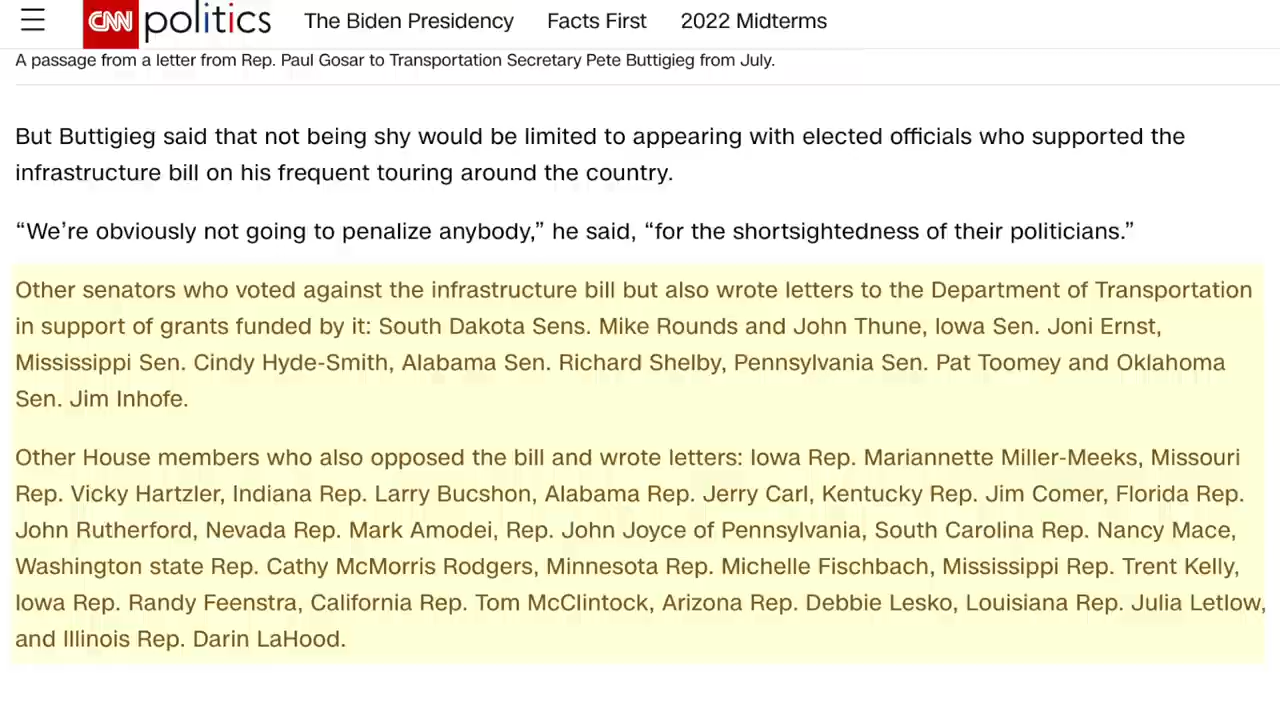 CNN politics The Biden Presidency Facts First 2022 Midterms
A passage from a letter from Rep. Paul Gosar to Transportation Secretary Pete Buttigieg from July.
But Buttigieg said that not being shy would be limited to appearing with elected officials who supported the
infrastructure bill on his frequent touring around the country.
“We’re obviously not going to penalize anybody,” he said, “for the shortsightedness of their politicians.”
Other senators who voted against the infrastructure bill but also wrote letters to the Department of Transportation
in support of grants funded by it: South Dakota Sens. Mike Rounds and John Thune, Iowa Sen. Joni Ernst,
Mississippi Sen. Cindy Hyde-Smith, Alabama Sen. Richard Shelby, Pennsylvania Sen. Pat Toomey and Oklahoma
Sen. Jim Inhofe.
Other House members who also opposed the bill and wrote letters: Iowa Rep. Mariannette Miller-Meeks, Missouri
Rep. Vicky Hartzler, Indiana Rep. Larry Bucshon, Alabama Rep. Jerry Carl, Kentucky Rep. Jim Comer, Florida Rep.
John Rutherford, Nevada Rep. Mark Amodei, Rep. John Joyce of Pennsylvania, South Carolina Rep. Nancy Mace,
Washington state Rep. Cathy McMorris Rodgers, Minnesota Rep. Michelle Fischbach, Mississippi Rep. Trent Kelly,
Iowa Rep. Randy Feenstra, California Rep. Tom McClintock, Arizona Rep. Debbie Lesko, Louisiana Rep. Julia Letlow,
and Illinois Rep. Darin LaHood.